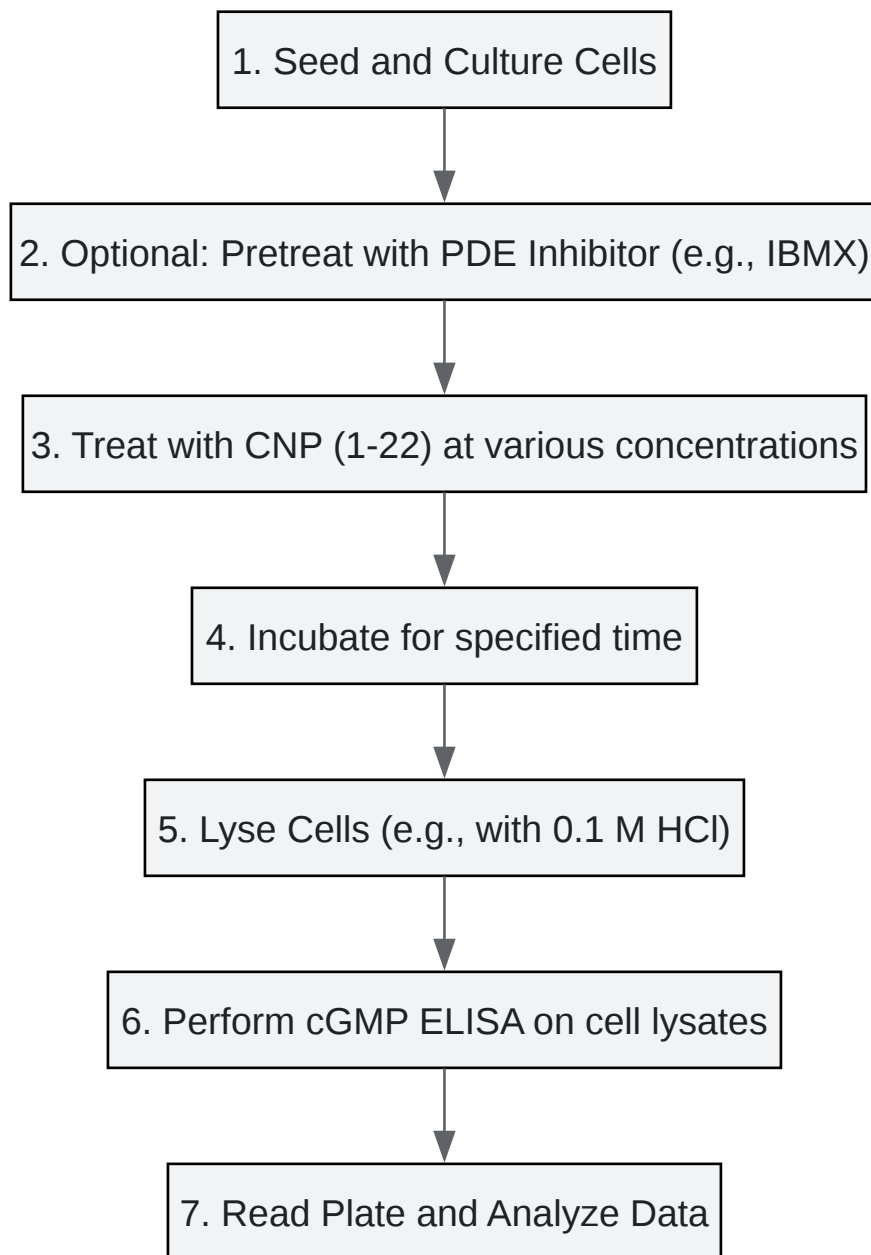 1. Seed and Culture Cells
2. Optional: Pretreat with PDE Inhibitor (e.g., IBMX)
3. Treat with CNP (1-22) at various concentrations
4. Incubate for specified time
5. Lyse Cells (e.g., with 0.1 M HCl)
6. Perform cGMP ELISA on cell lysates
7. Read Plate and Analyze Data